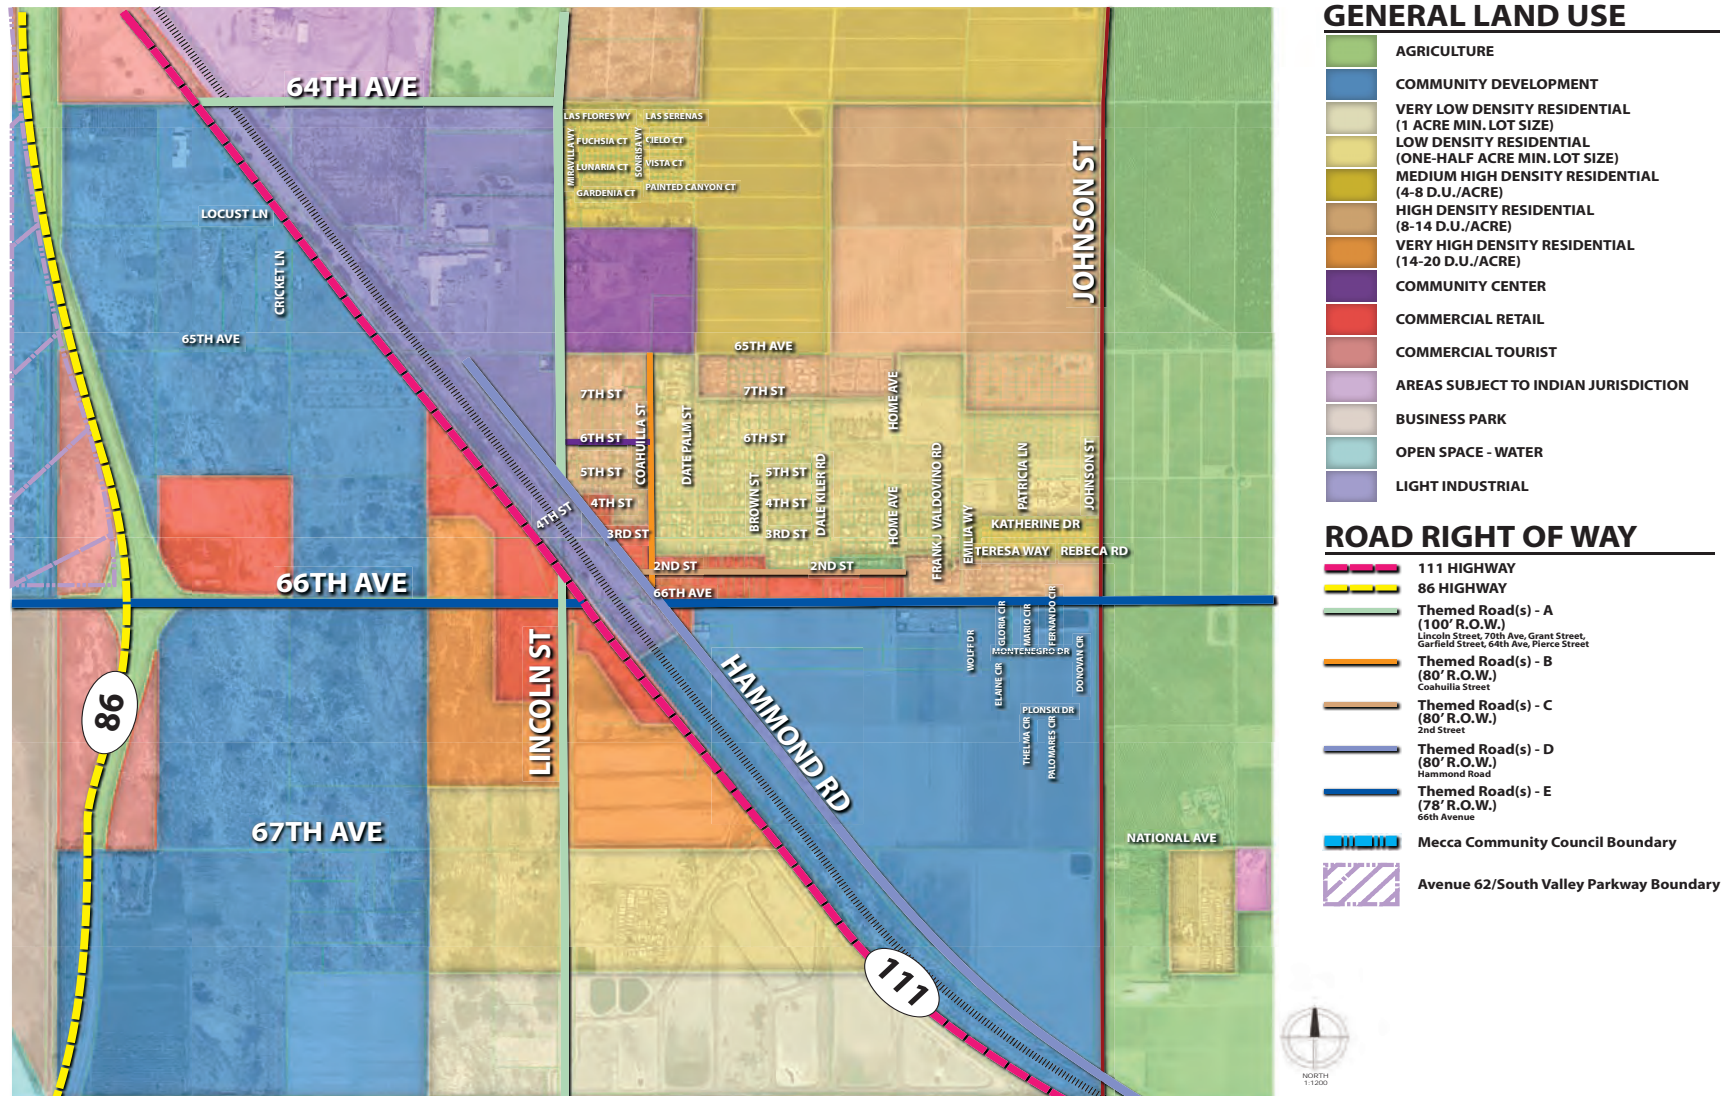 GENERAL LAND USE
AGRICULTURE
COMMUNITY DEVELOPMENT
VERY LOW DENSITY RESIDENTIAL
(1 ACRE MIN. LOT SIZE)
LOW DENSITY RESIDENTIAL
(ONE-HALF ACRE MIN. LOT SIZE)
MEDIUM HIGH DENSITY RESIDENTIAL
(4-8 D.U./ACRE)
HIGH DENSITY RESIDENTIAL
(8-14 D.U./ACRE)
VERY HIGH DENSITY RESIDENTIAL
(14-20 D.U./ACRE)
COMMUNITY CENTER
COMMERCIAL RETAIL
COMMERCIAL TOURIST
AREAS SUBJECT TO INDIAN JURISDICTION
BUSINESS PARK
OPEN SPACE - WATER
LIGHT INDUSTRIAL
ROAD RIGHT OF WAY
111 HIGHWAY
86 HIGHWAY
Themed Road(s) - A
(100' R.O.W.)
Lincoln Street, 70th Ave, Grant Street,
Garfield Street, 64th Ave, Pierce Street
Themed Road(s) - B
(80' R.O.W.)
Coahuilia Street
Themed Road(s) - C
(80' R.O.W.)
2nd Street
Themed Road(s) - D
(80' R.O.W.)
Hammond Road
Themed Road(s) - E
(78' R.O.W.)
66th Avenue
Mecca Community Council Boundary
Avenue 62/South Valley Parkway Boundary
NORTH
1:1200
64TH AVE
LAS FLORES WY
LAS SERENAS
MIRAVILLA WY
FUCHSIA CT
SONRISA WY
CIELO CT
LUNARIA CT
VISTA CT
GARDENIA CT
PAINTED CANYON CT
JOHNSON ST
LOCUST LN
CRICKET LN
65TH AVE
65TH AVE
7TH ST
7TH ST
HOME AVE
COAHUILLA ST
DATE PALM ST
6TH ST
6TH ST
5TH ST
5TH ST
BROWN ST
DALE KILER RD
HOME AVE
FRANK J VALDOVINO RD
EMILIA WY
PATRICIA LN
JOHNSON ST
4TH ST
4TH ST
4TH ST
3RD ST
3RD ST
KATHERINE DR
TERESA WAY
REBECA RD
2ND ST
2ND ST
66TH AVE
66TH AVE
WOLFF DR
GLORIA CIR
MARIO CIR
FERNANDO CIR
MONTENEGRO DR
DONOVAN CIR
ELAINE CIR
PLONSKI DR
THELMA CIR
PALOMARES CIR
LINCOLN ST
HAMMOND RD
86
67TH AVE
NATIONAL AVE
111